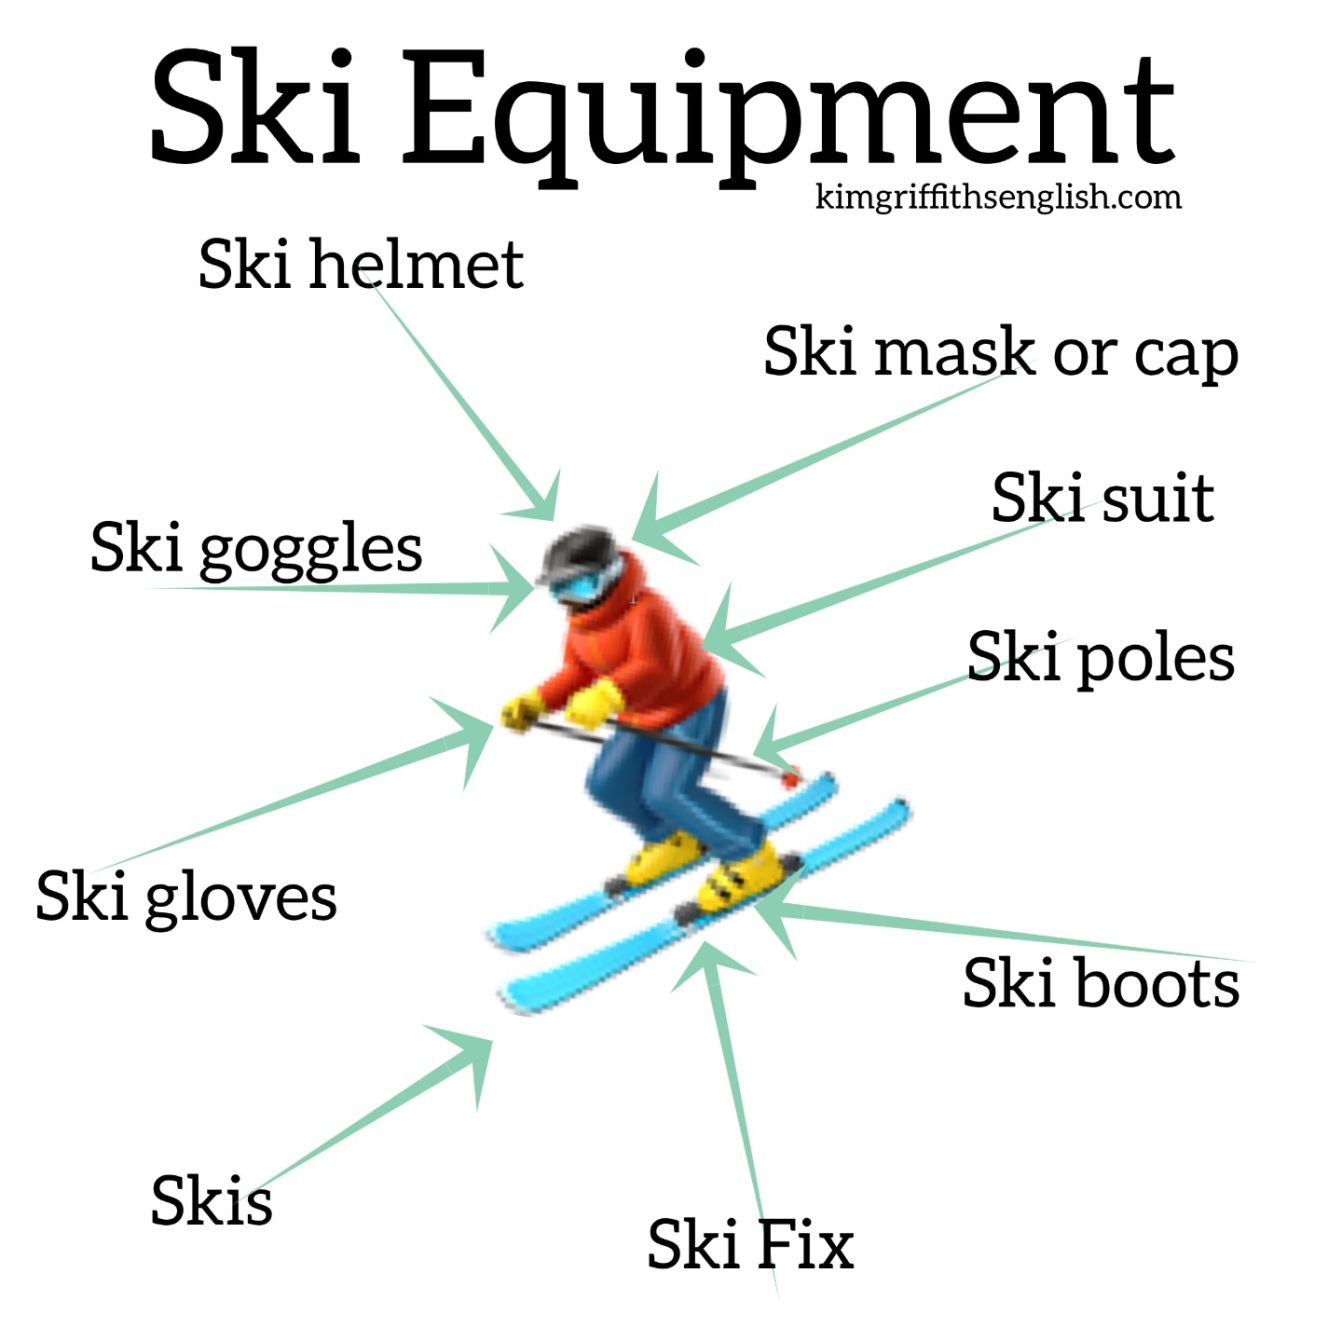 Ski Equipment
kimgriffithsenglish.com
Ski helmet
Ski mask or cap
Ski suit
Ski goggles
Ski poles
Ski gloves
Ski boots
Skis
Ski Fix